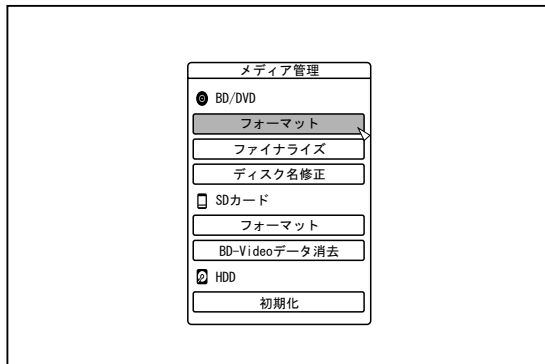 メディア管理
BD/DVD
フォーマット
ファイナライズ
ディスク名修正
SDカード
フォーマット
BD-Videoデータ消去
HDD
初期化